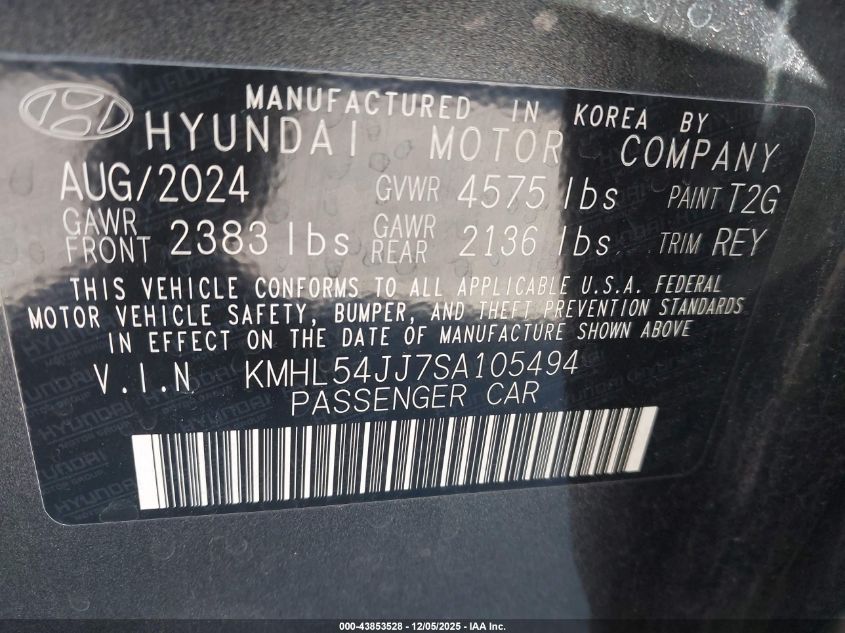 MANUFACTURED IN KOREA BY
HYUNDAI MOTOR COMPANY
AUG/2024 GVWR 4575 lbs PAINT T2G
GAWR FRONT 2383 lbs GAWR REAR 2136 lbs TRIM REY
THIS VEHICLE CONFORMS TO ALL APPLICABLE U.S.A. FEDERAL
MOTOR VEHICLE SAFETY, BUMPER, AND THEFT PREVENTION STANDARDS
IN EFFECT ON THE DATE OF MANUFACTURE SHOWN ABOVE
V.I.N KMHL54JJ7SA105494
PASSENGER CAR
000-43853528 - 12/05/2025 - IAA Inc.